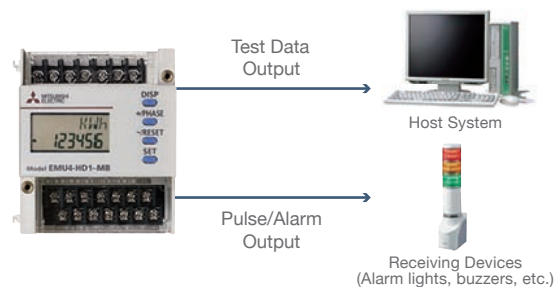 MITSUBISHI
ELECTRIC
DISP
+/PHASE
-/RESET
SET
kWh
123456
Model EMU4-HD1-MB
Test Data
Output
Host System
Pulse/Alarm
Output
Receiving Devices
(Alarm lights, buzzers, etc.)